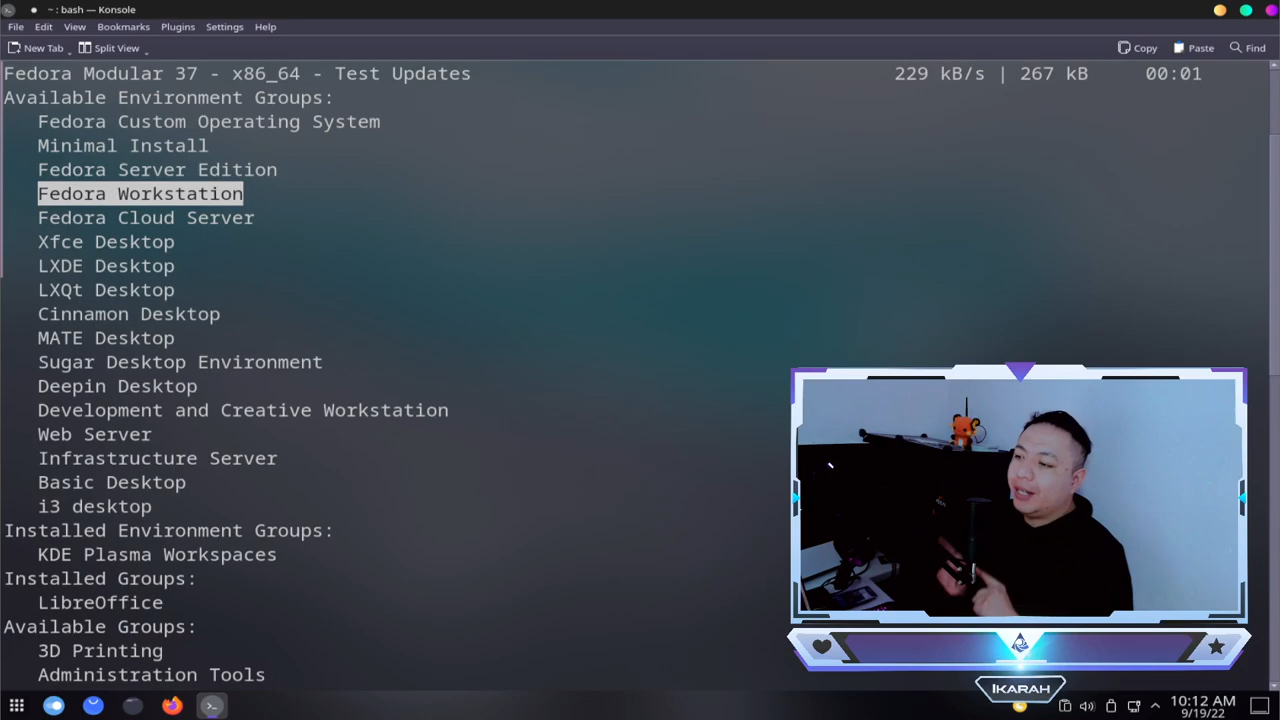 ~ : bash — Konsole
File Edit View Bookmarks Plugins Settings Help
New Tab Split View Copy Paste Find
Fedora Modular 37 - x86_64 - Test Updates 229 kB/s | 267 kB 00:01
Available Environment Groups:
Fedora Custom Operating System
Minimal Install
Fedora Server Edition
Fedora Workstation
Fedora Cloud Server
Xfce Desktop
LXDE Desktop
LXQt Desktop
Cinnamon Desktop
MATE Desktop
Sugar Desktop Environment
Deepin Desktop
Development and Creative Workstation
Web Server
Infrastructure Server
Basic Desktop
i3 desktop
Installed Environment Groups:
KDE Plasma Workspaces
Installed Groups:
LibreOffice
Available Groups:
3D Printing
Administration Tools
IKARAH
10:12 AM
9/19/22